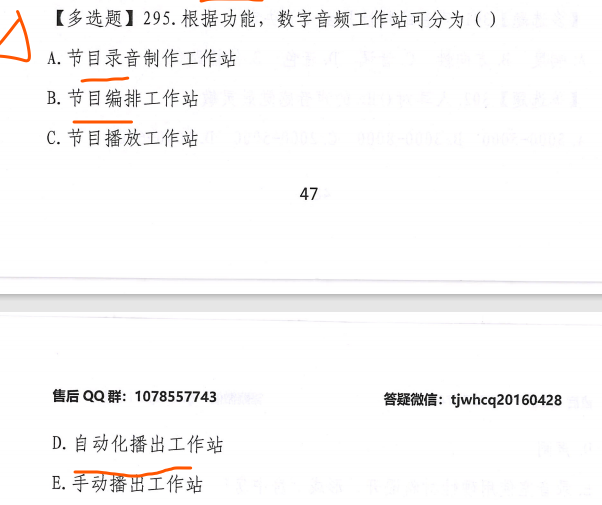 【多选题】295.根据功能，数字音频工作站可分为（）
A.节目录音制作工作站
B.节目编排工作站
C.节目播放工作站
47
售后 QQ 群：1078557743
答疑微信：tjwhcq20160428
D.自动化播出工作站
E.手动播出工作站